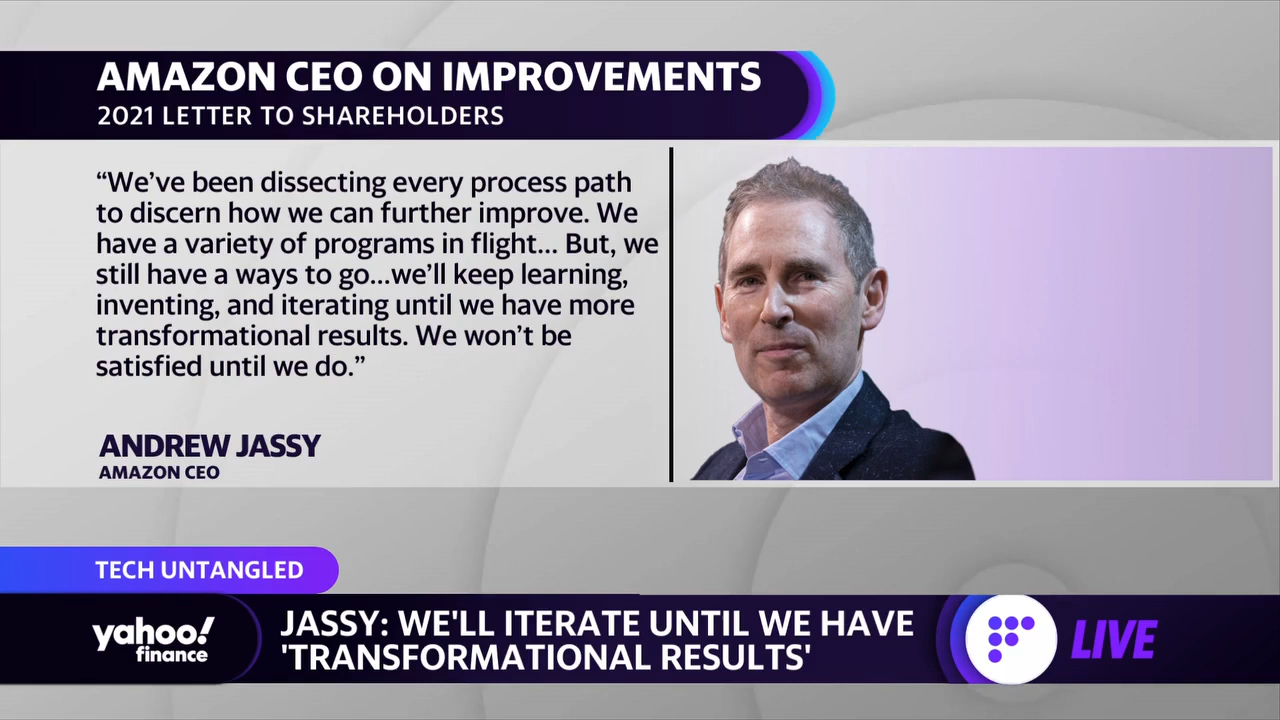 AMAZON CEO ON IMPROVEMENTS
2021 LETTER TO SHAREHOLDERS
“We’ve been dissecting every process path
to discern how we can further improve. We
have a variety of programs in flight... But, we
still have a ways to go...we’ll keep learning,
inventing, and iterating until we have more
transformational results. We won’t be
satisfied until we do.”
ANDREW JASSY
AMAZON CEO
TECH UNTANGLED
yahoo!
finance
JASSY: WE'LL ITERATE UNTIL WE HAVE
'TRANSFORMATIONAL RESULTS'
LIVE